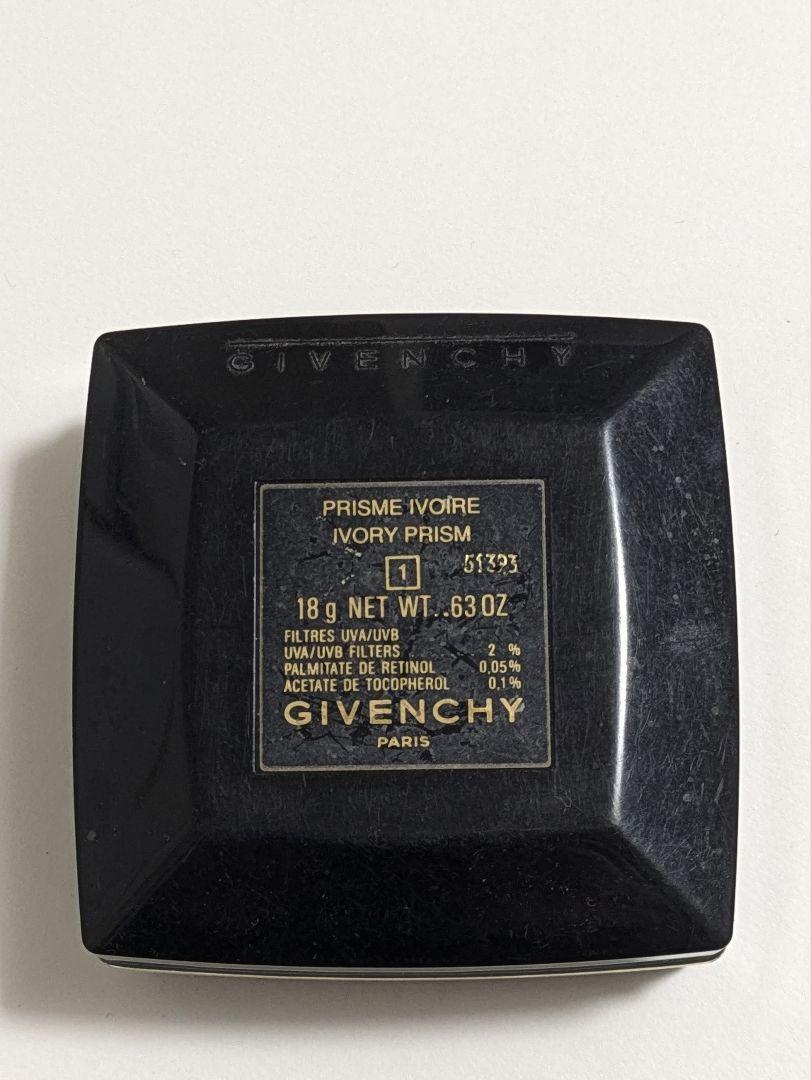 GIVENCHY
PRISME IVOIRE
IVORY PRISM
1 51393
18 g NET WT..63 OZ
FILTRES UVA/UVB
UVA/UVB FILTERS 2 %
PALMITATE DE RETINOL 0,05%
ACETATE DE TOCOPHEROL 0,1%
GIVENCHY
PARIS